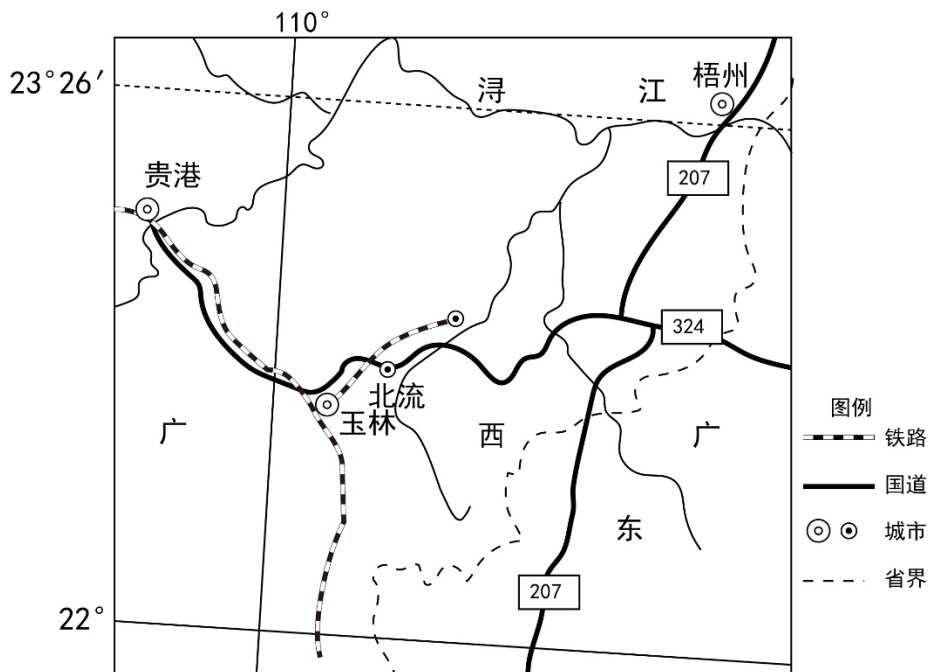 110°
23°26′
浔 江
梧州
贵港
207
324
北流
玉林
广 西 广
东
图例
铁路
国道
城市
省界
207
22°